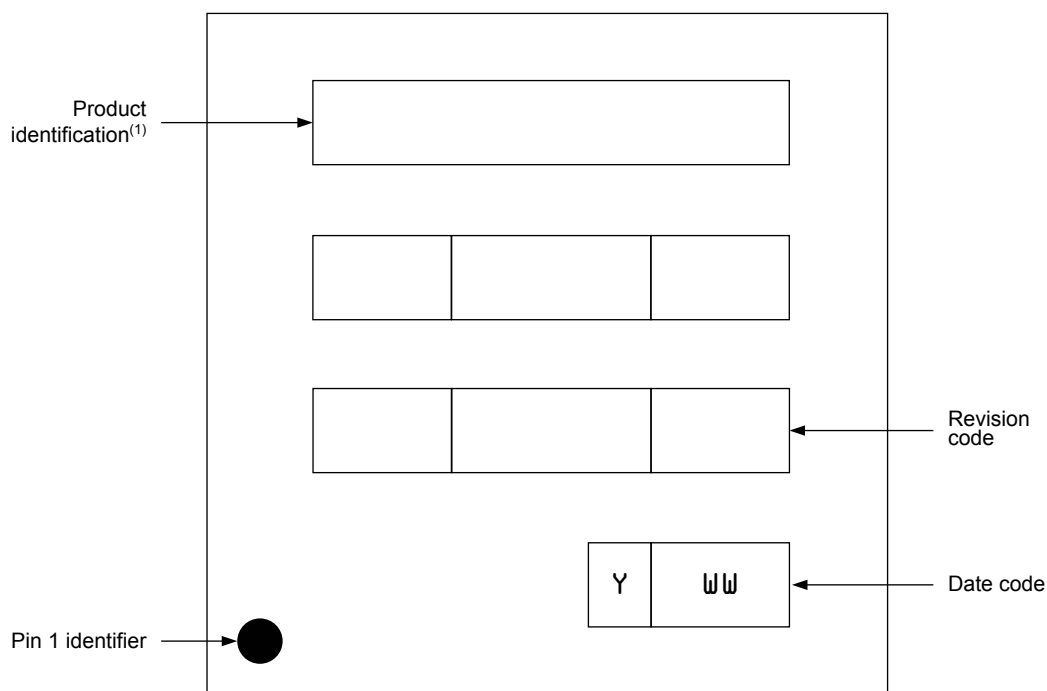 Product
identification(1)
Revision
code
Y WW
Date code
Pin 1 identifier